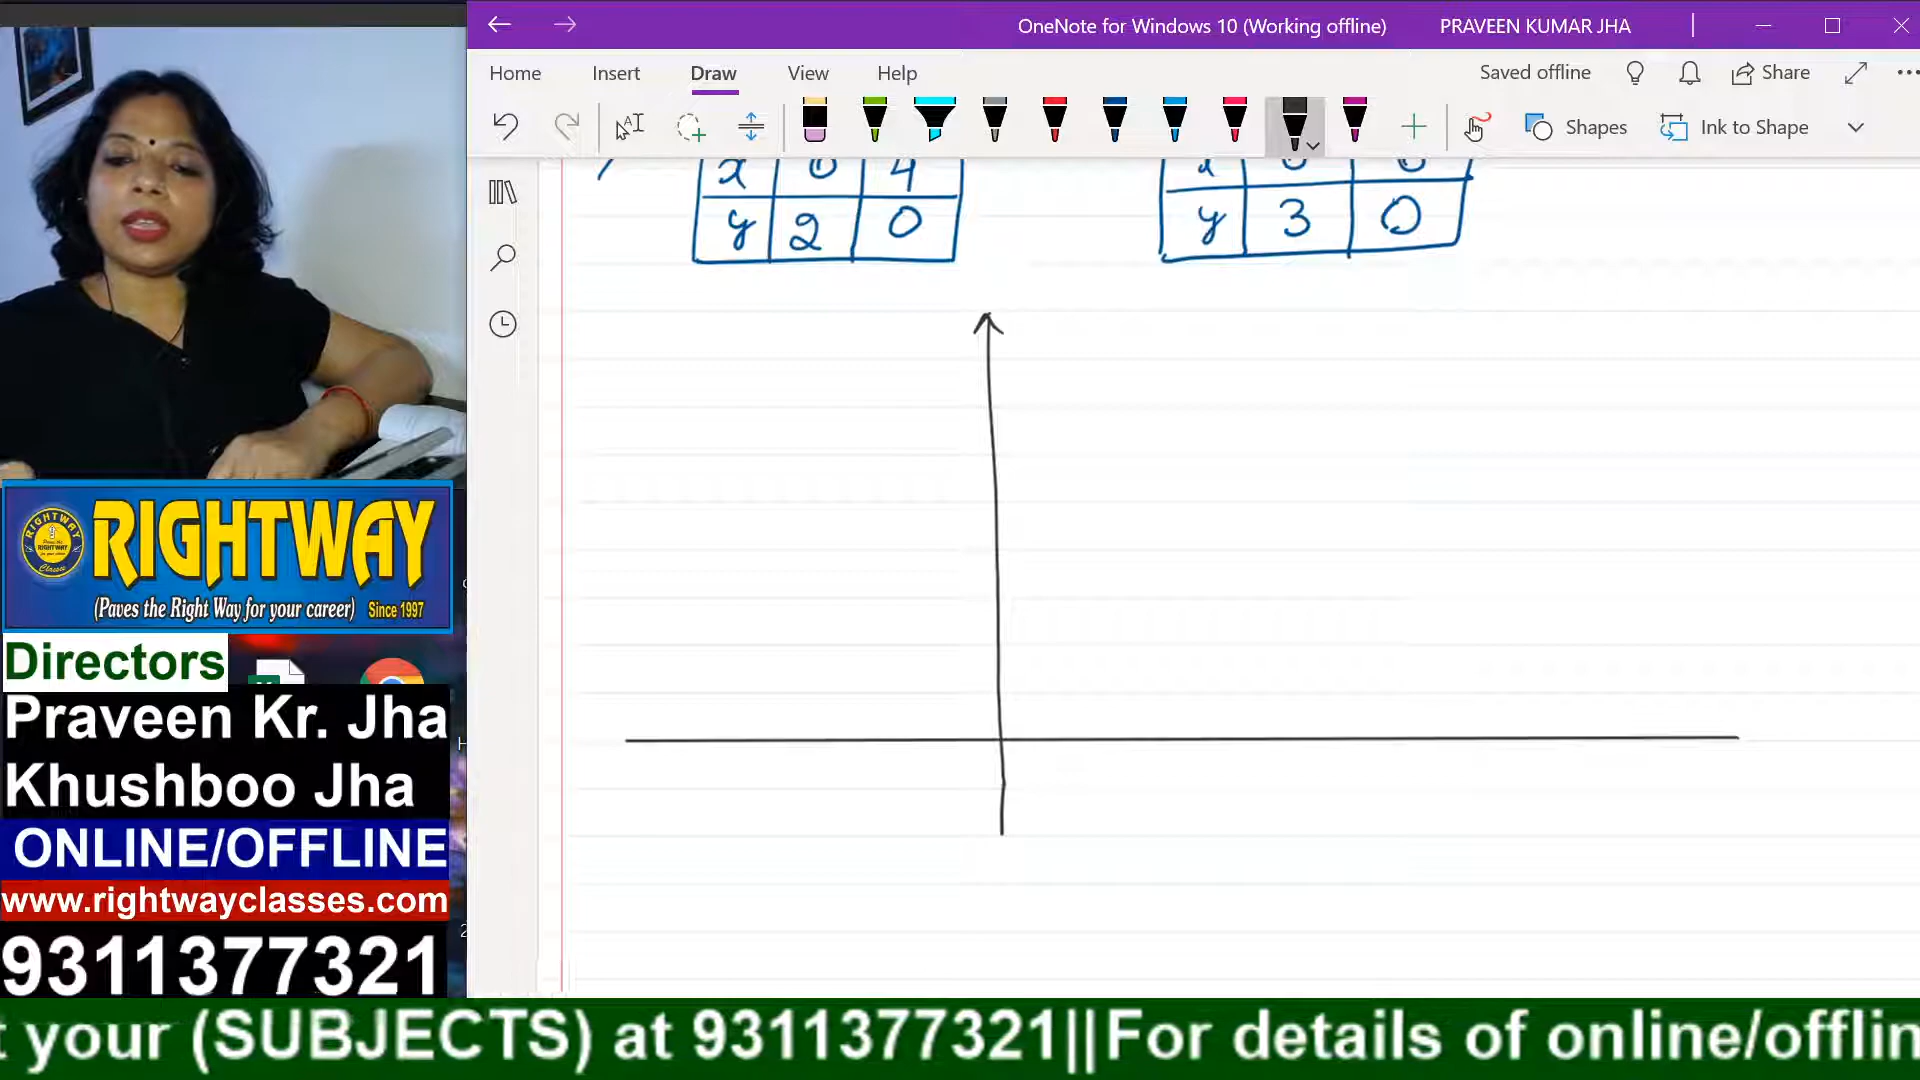 OneNote for Windows 10 (Working offline) PRAVEEN KUMAR JHA
Home Insert Draw View Help Saved offline Share
Shapes Ink to Shape
x 0 4
y 2 0
y 3 0
RIGHTWAY
RIGHTWAY
Classes
(Paves the Right Way for your career) Since 1997
Directors
Praveen Kr. Jha
Khushboo Jha
ONLINE/OFFLINE
www.rightwayclasses.com
9311377321
t your (SUBJECTS) at 9311377321||For details of online/offlin